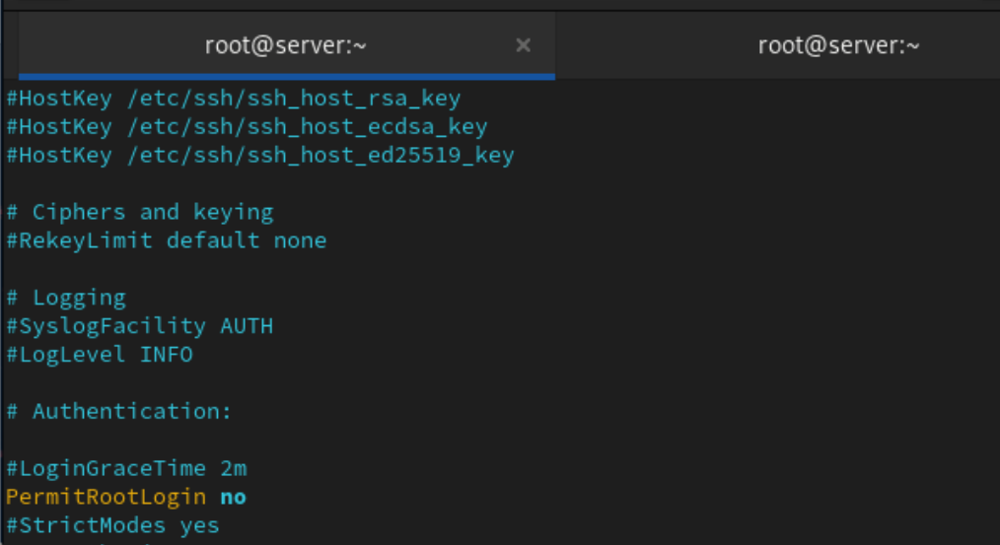 root@server:~ × root@server:~
#HostKey /etc/ssh/ssh_host_rsa_key
#HostKey /etc/ssh/ssh_host_ecdsa_key
#HostKey /etc/ssh/ssh_host_ed25519_key
# Ciphers and keying
#RekeyLimit default none
# Logging
#SyslogFacility AUTH
#LogLevel INFO
# Authentication:
#LoginGraceTime 2m
PermitRootLogin no
#StrictModes yes